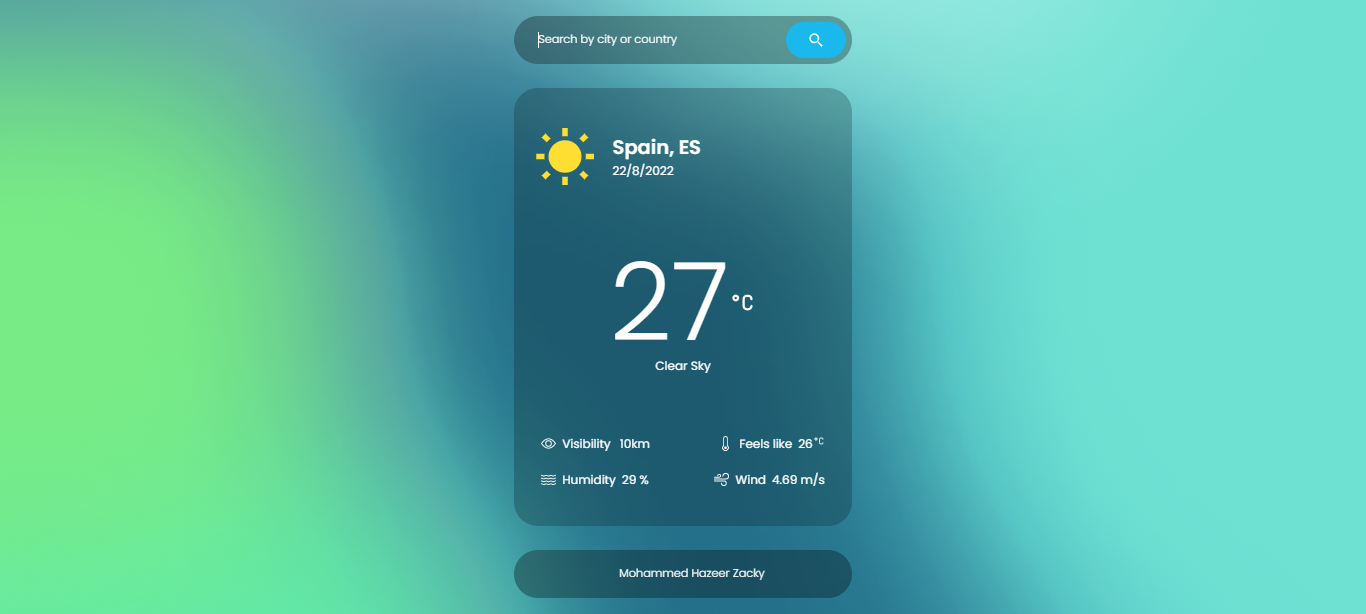 Search by city or country
Spain, ES
22/8/2022
27 °C
Clear Sky
Visibility 10km
Feels like 26°C
Humidity 29 %
Wind 4.69 m/s
Mohammed Hazeer Zacky